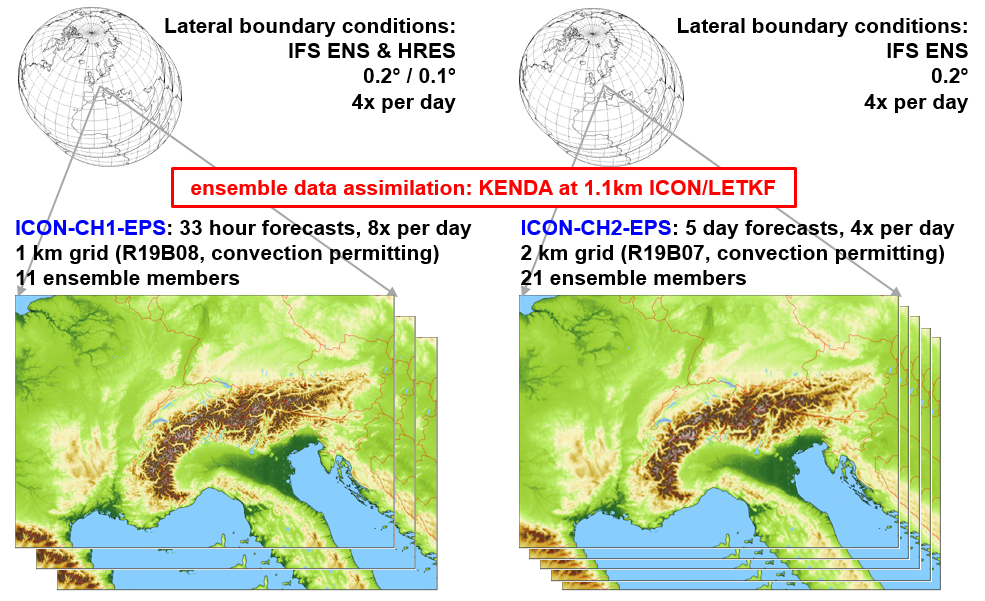 Lateral boundary conditions:
IFS ENS & HRES
0.2° / 0.1°
4x per day
Lateral boundary conditions:
IFS ENS
0.2°
4x per day
ensemble data assimilation: KENDA at 1.1km ICON/LETKF
ICON-CH1-EPS: 33 hour forecasts, 8x per day
1 km grid (R19B08, convection permitting)
11 ensemble members
ICON-CH2-EPS: 5 day forecasts, 4x per day
2 km grid (R19B07, convection permitting)
21 ensemble members